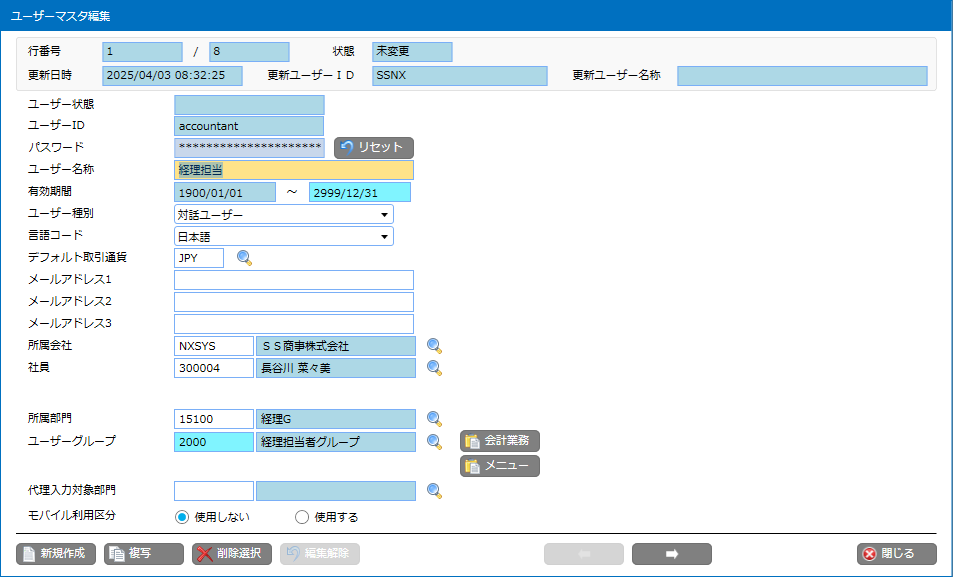 ユーザーマスタ編集
行番号 1 / 8 状態 未変更
更新日時 2025/04/03 08:32:25 更新ユーザーＩＤ SSNX 更新ユーザー名称
ユーザー状態
ユーザーID accountant
パスワード ********************* リセット
ユーザー名称 経理担当
有効期間 1900/01/01 ～ 2999/12/31
ユーザー種別 対話ユーザー
言語コード 日本語
デフォルト取引通貨 JPY
メールアドレス1
メールアドレス2
メールアドレス3
所属会社 NXSYS ＳＳ商事株式会社
社員 300004 長谷川 菜々美
所属部門 15100 経理G
ユーザーグループ 2000 経理担当者グループ 会計業務
メニュー
代理入力対象部門
モバイル利用区分 使用しない 使用する
新規作成 複写 削除選択 編集解除 閉じる